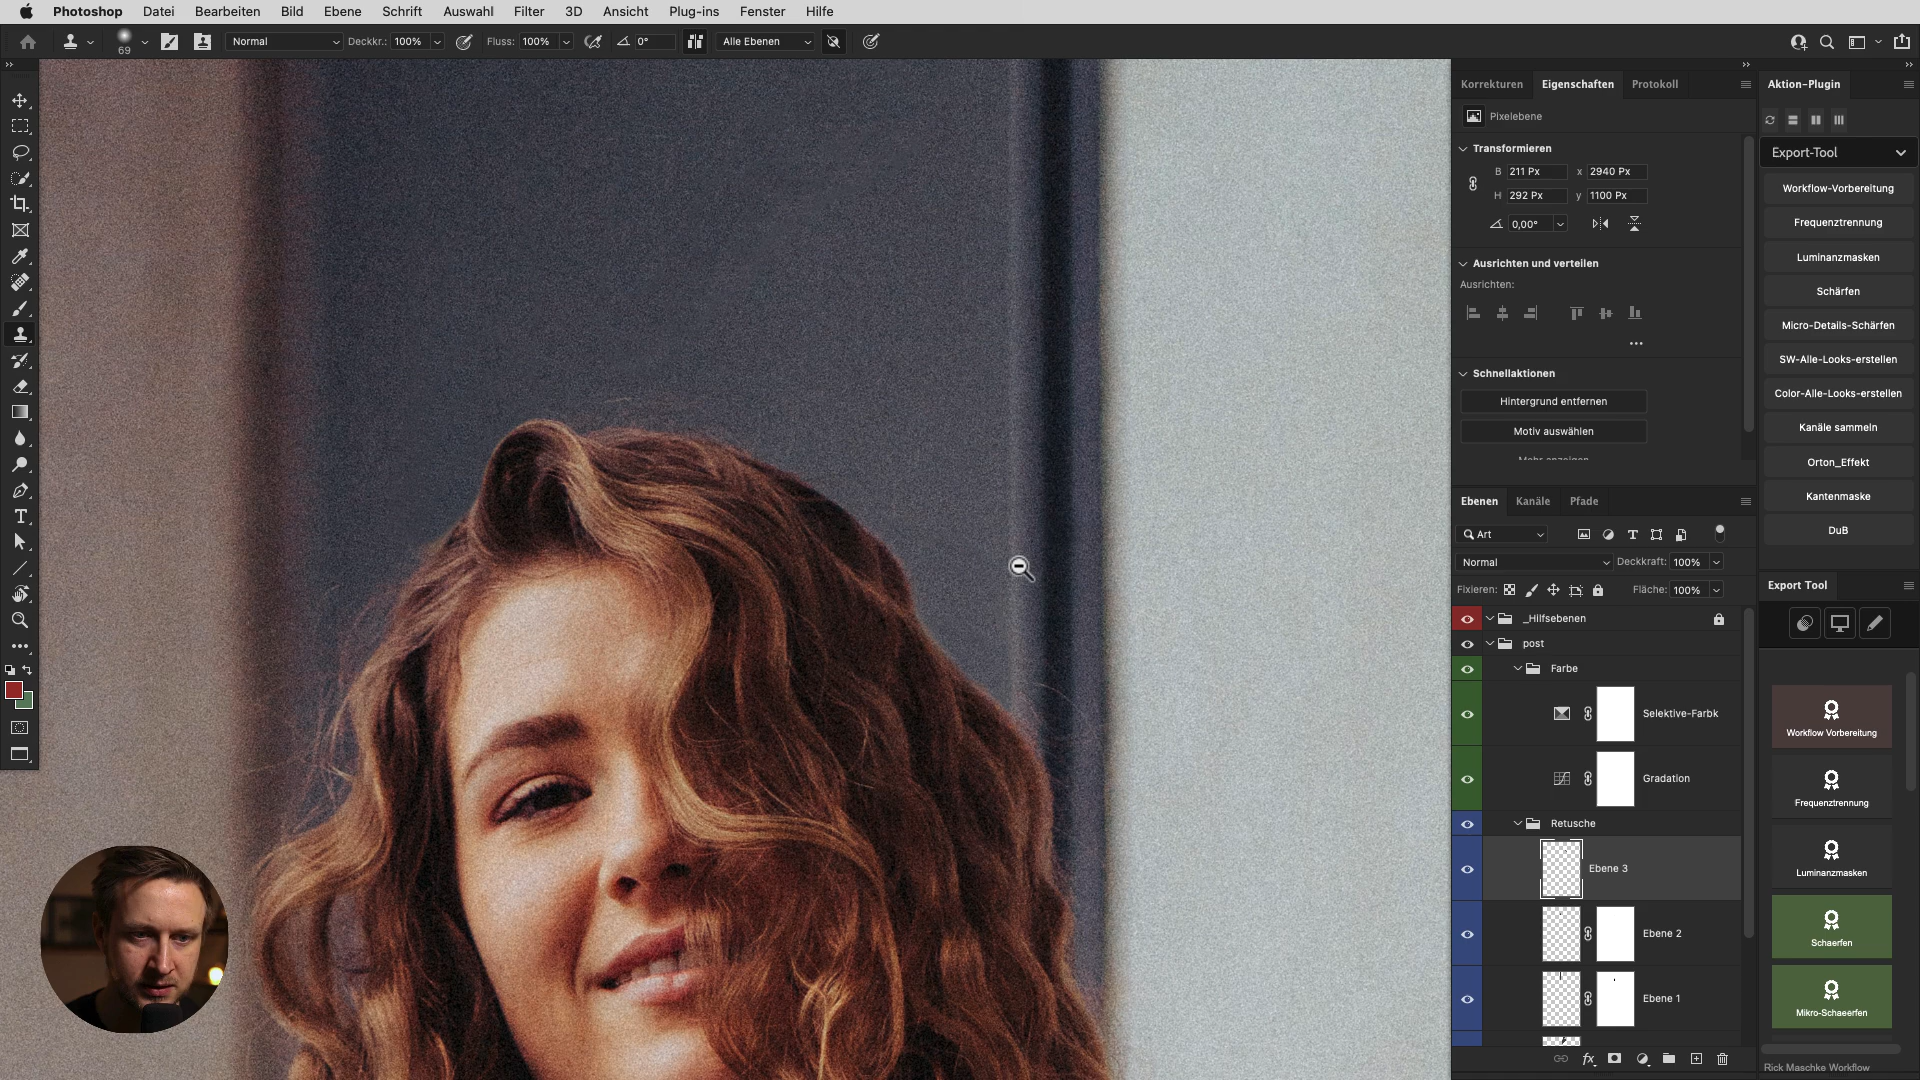 Photoshop Datei Bearbeiten Bild Ebene Schrift Auswahl Filter 3D Ansicht Plug-ins Fenster Hilfe
69 Normal Deckkr.: 100% Fluss: 100% 0° Alle Ebenen
Korrekturen Eigenschaften Protokoll
Pixelebene
Transformieren
B 211 Px x 2940 Px
H 292 Px y 1100 Px
0,00°
Ausrichten und verteilen
Ausrichten:
Schnellaktionen
Hintergrund entfernen
Motiv auswählen
Mehr anzeigen
Ebenen Kanäle Pfade
Art
Normal Deckkraft: 100%
Fixieren: Fläche: 100%
_Hilfsebenen
post
Farbe
Selektive-Farbk
Gradation
Retusche
Ebene 3
Ebene 2
Ebene 1
fx
Aktion-Plugin
Export-Tool
Workflow-Vorbereitung
Frequenztrennung
Luminanzmasken
Schärfen
Micro-Details-Schärfen
SW-Alle-Looks-erstellen
Color-Alle-Looks-erstellen
Kanäle sammeln
Orton_Effekt
Kantenmaske
DuB
Export Tool
Workflow Vorbereitung
Frequenztrennung
Luminanzmasken
Schaerfen
Mikro-Schaeerfen
Rick Maschke Workflow